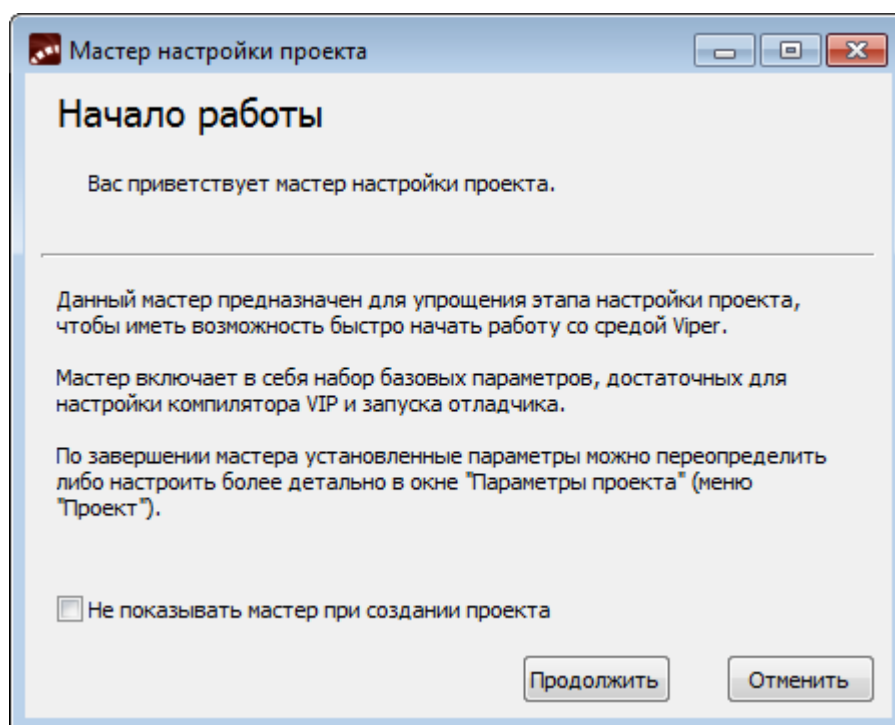 Мастер настройки проекта
Начало работы
Вас приветствует мастер настройки проекта.
Данный мастер предназначен для упрощения этапа настройки проекта,
чтобы иметь возможность быстро начать работу со средой Viper.
Мастер включает в себя набор базовых параметров, достаточных для
настройки компилятора VIP и запуска отладчика.
По завершении мастера установленные параметры можно переопределить
либо настроить более детально в окне "Параметры проекта" (меню
"Проект").
Не показывать мастер при создании проекта
Продолжить Отменить